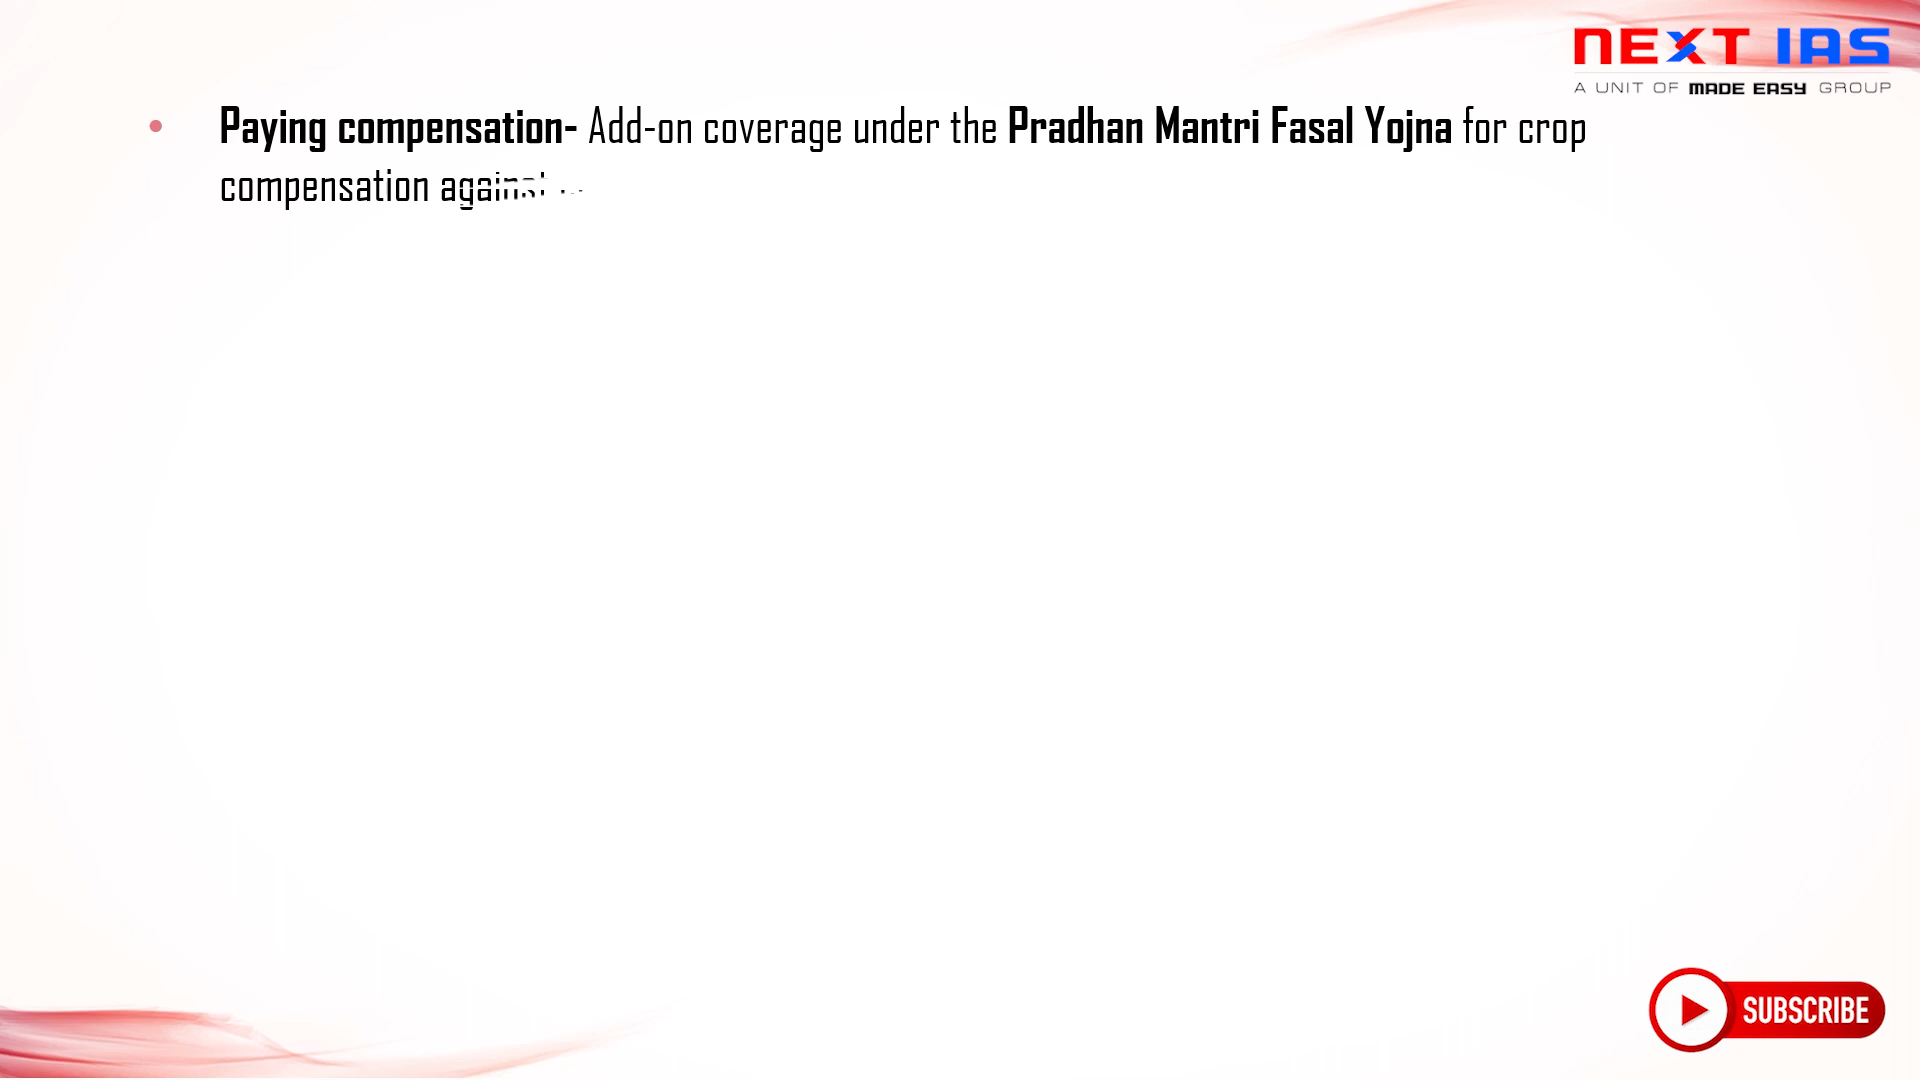 NEXT IAS
A UNIT OF MADE EASY GROUP
• Paying compensation- Add-on coverage under the Pradhan Mantri Fasal Yojna for crop
compensation against
SUBSCRIBE